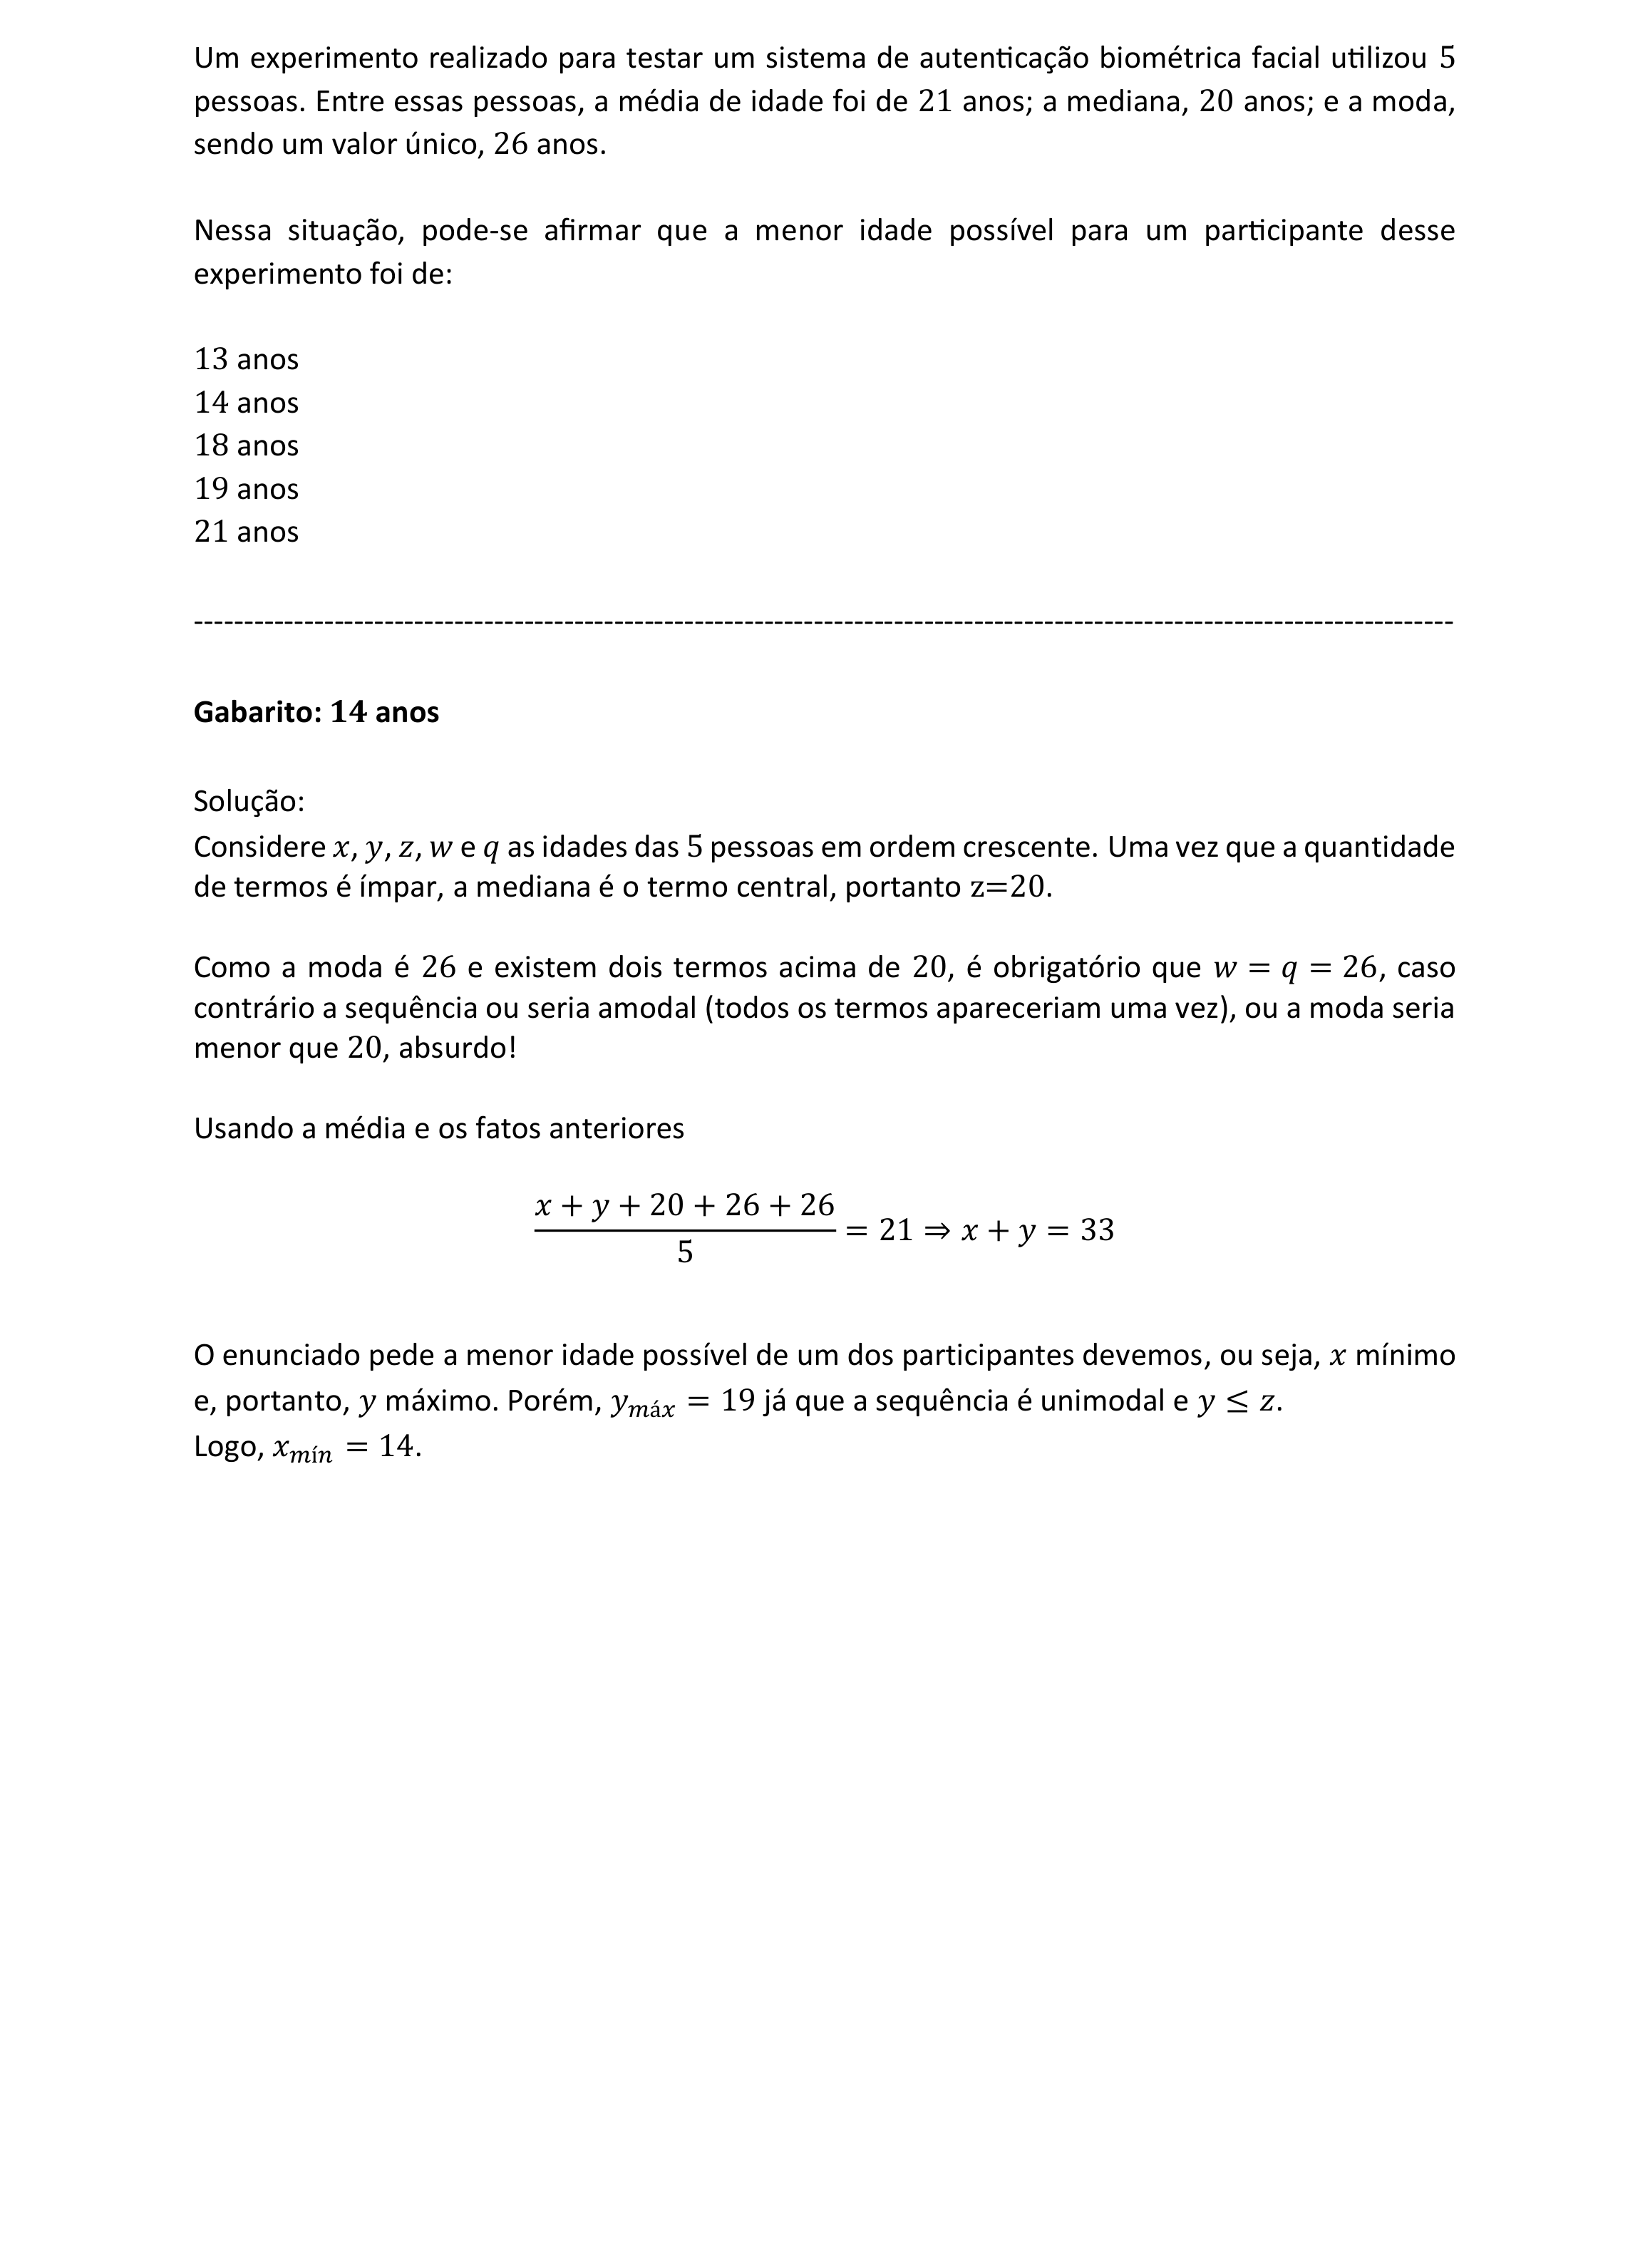 Um experimento realizado para testar um sistema de autenticação biométrica facial utilizou 5
pessoas. Entre essas pessoas, a média de idade foi de 21 anos; a mediana, 20 anos; e a moda,
sendo um valor único, 26 anos.
Nessa situação, pode-se afirmar que a menor idade possível para um participante desse
experimento foi de:
13 anos
14 anos
18 anos
19 anos
21 anos
------------------------------------------------------------------------------------------------------------------------------
Gabarito: 14 anos
Solução:
Considere x, y, z, w e q as idades das 5 pessoas em ordem crescente. Uma vez que a quantidade
de termos é ímpar, a mediana é o termo central, portanto z=20.
Como a moda é 26 e existem dois termos acima de 20, é obrigatório que w = q = 26, caso
contrário a sequência ou seria amodal (todos os termos apareceriam uma vez), ou a moda seria
menor que 20, absurdo!
Usando a média e os fatos anteriores
x + y + 20 + 26 + 26
5
= 21 ⇒ x + y = 33
O enunciado pede a menor idade possível de um dos participantes devemos, ou seja, x mínimo
e, portanto, y máximo. Porém, y_máx = 19 já que a sequência é unimodal e y ≤ z.
Logo, x_mín = 14.